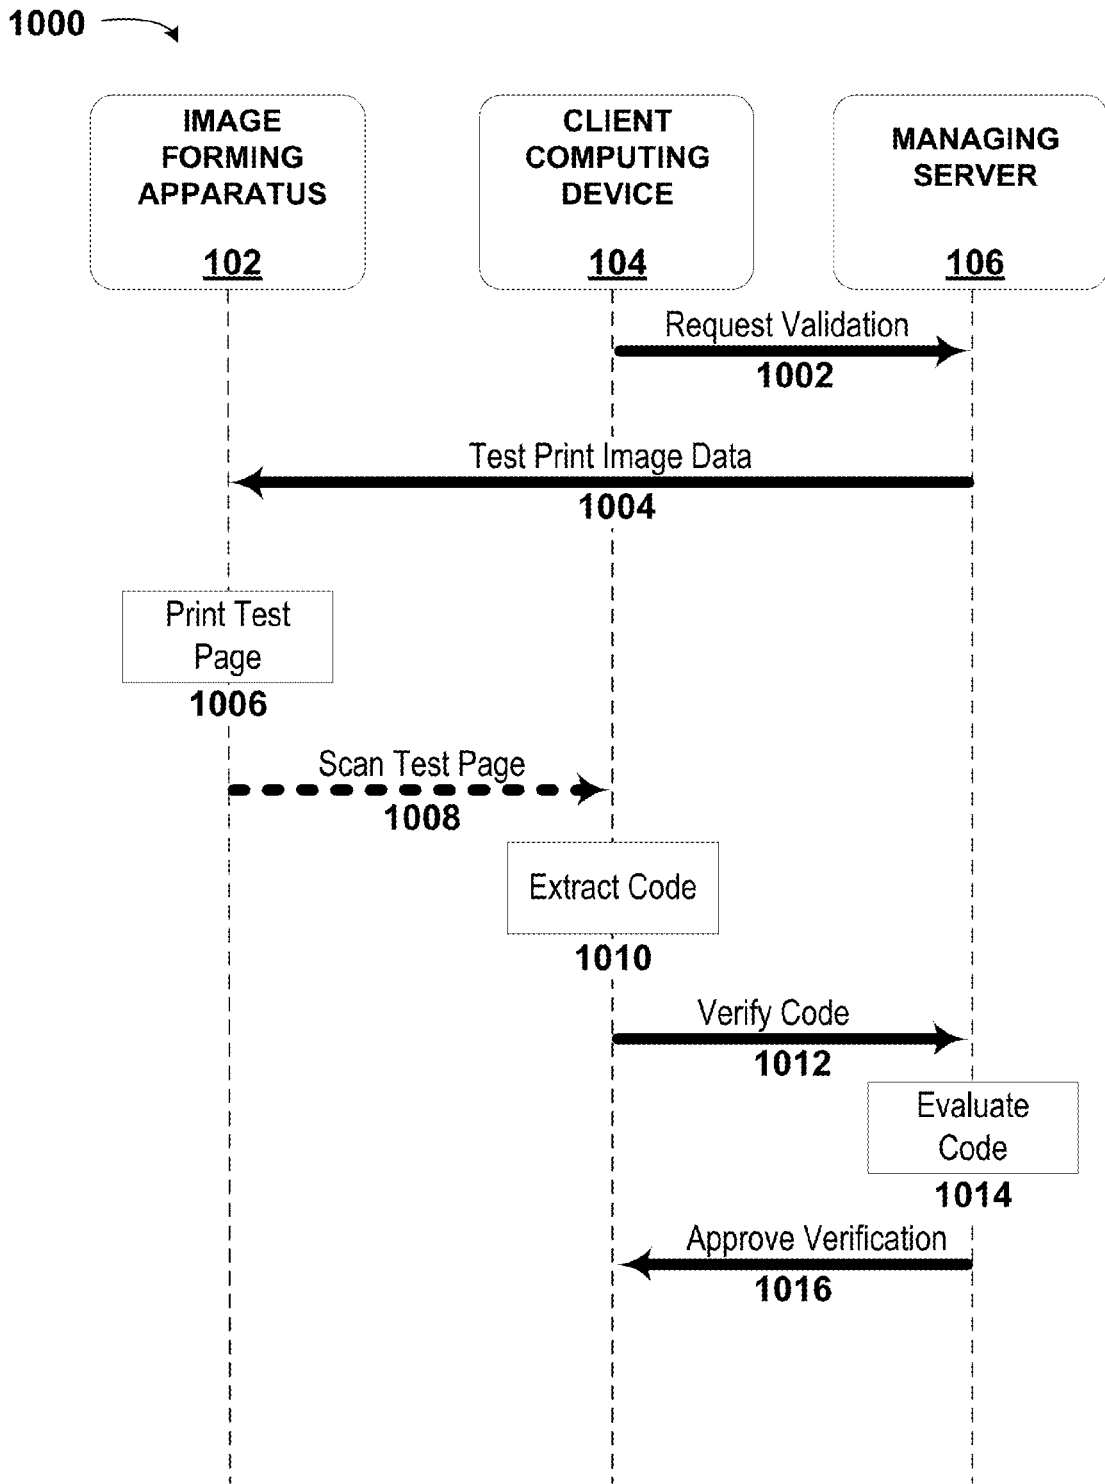 1000
IMAGE
FORMING
APPARATUS
102
CLIENT
COMPUTING
DEVICE
104
MANAGING
SERVER
106
Request Validation
1002
Test Print Image Data
1004
Print Test
Page
1006
Scan Test Page
1008
Extract Code
1010
Verify Code
1012
Evaluate
Code
1014
Approve Verification
1016